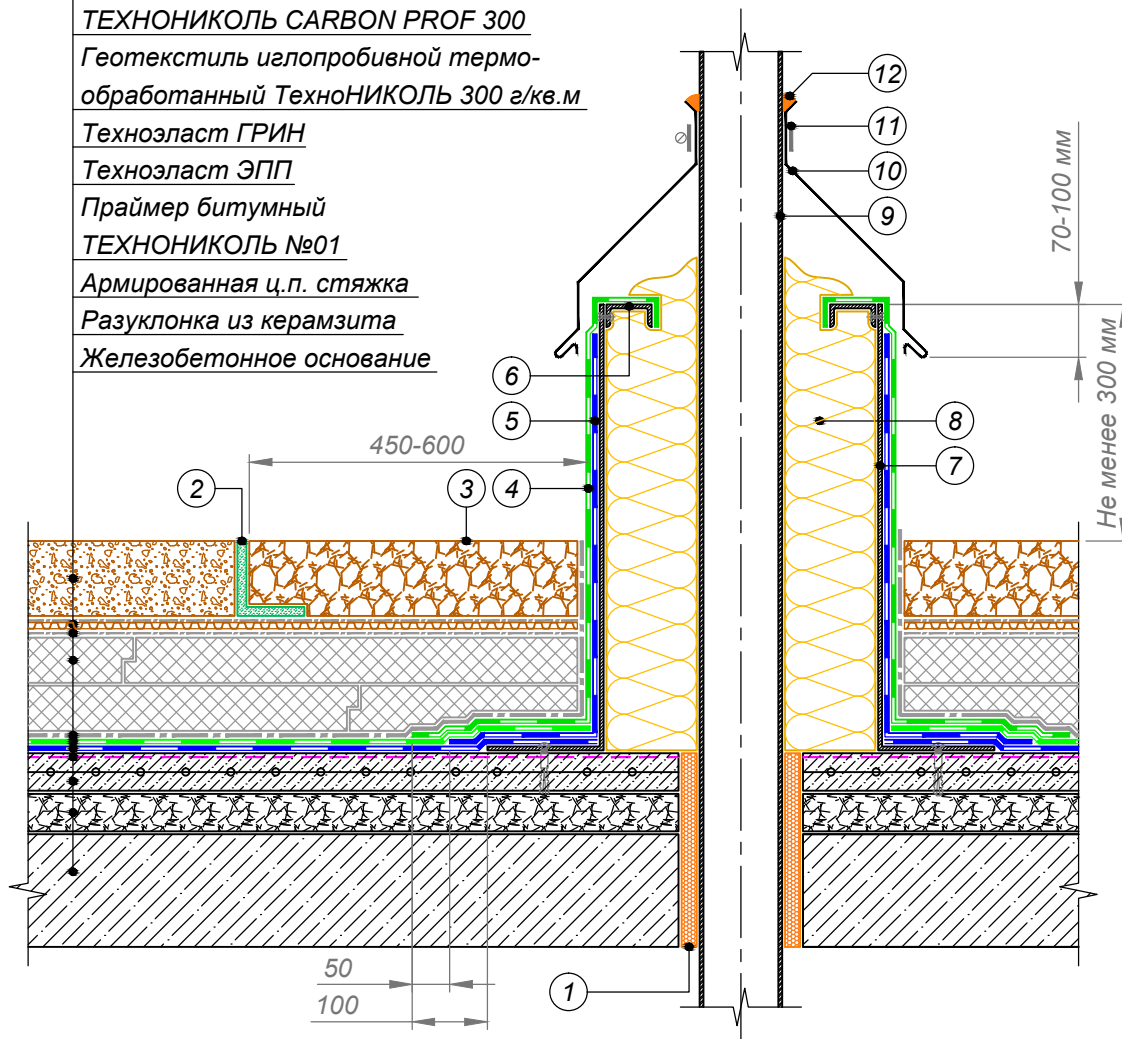 ТЕХНОНИКОЛЬ CARBON PROF 300
Геотекстиль иглопробивной термо-
обработанный ТехноНИКОЛЬ 300 г/кв.м
Техноэласт ГРИН
Техноэласт ЭПП
Праймер битумный
ТЕХНОНИКОЛЬ №01
Армированная ц.п. стяжка
Разуклонка из керамзита
Железобетонное основание
12
11
10
9
70-100 мм
Не менее 300 мм
6
5
8
450-600
2
3
4
7
50
100
1